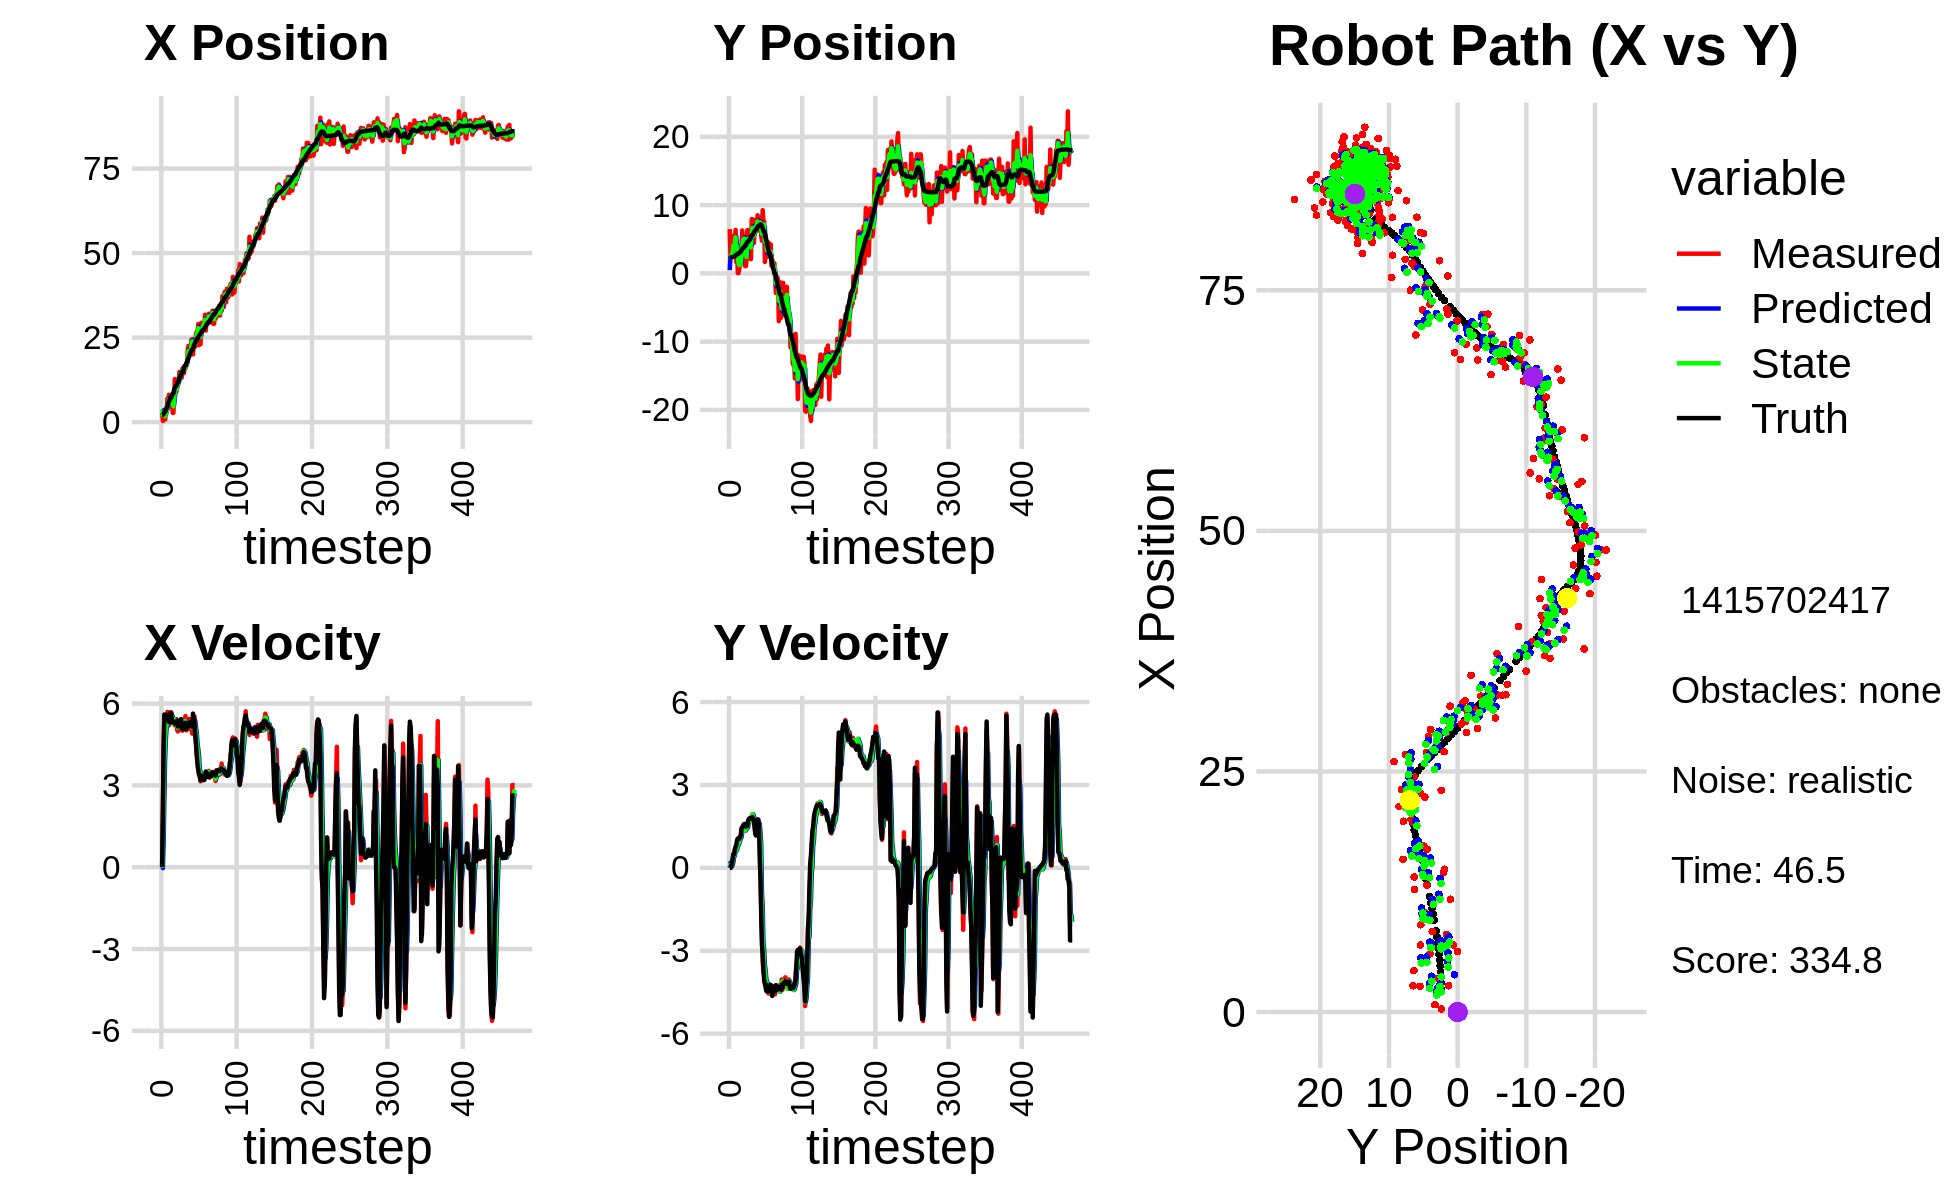 X Position
75
50
25
0
0
100
200
300
400
timestep
Y Position
20
10
0
-10
-20
0
100
200
300
400
timestep
X Velocity
6
3
0
-3
-6
0
100
200
300
400
timestep
Y Velocity
6
3
0
-3
-6
0
100
200
300
400
timestep
Robot Path (X vs Y)
X Position
75
50
25
0
20 10 0 -10 -20
Y Position
variable
Measured
Predicted
State
Truth
1415702417
Obstacles: none
Noise: realistic
Time: 46.5
Score: 334.8